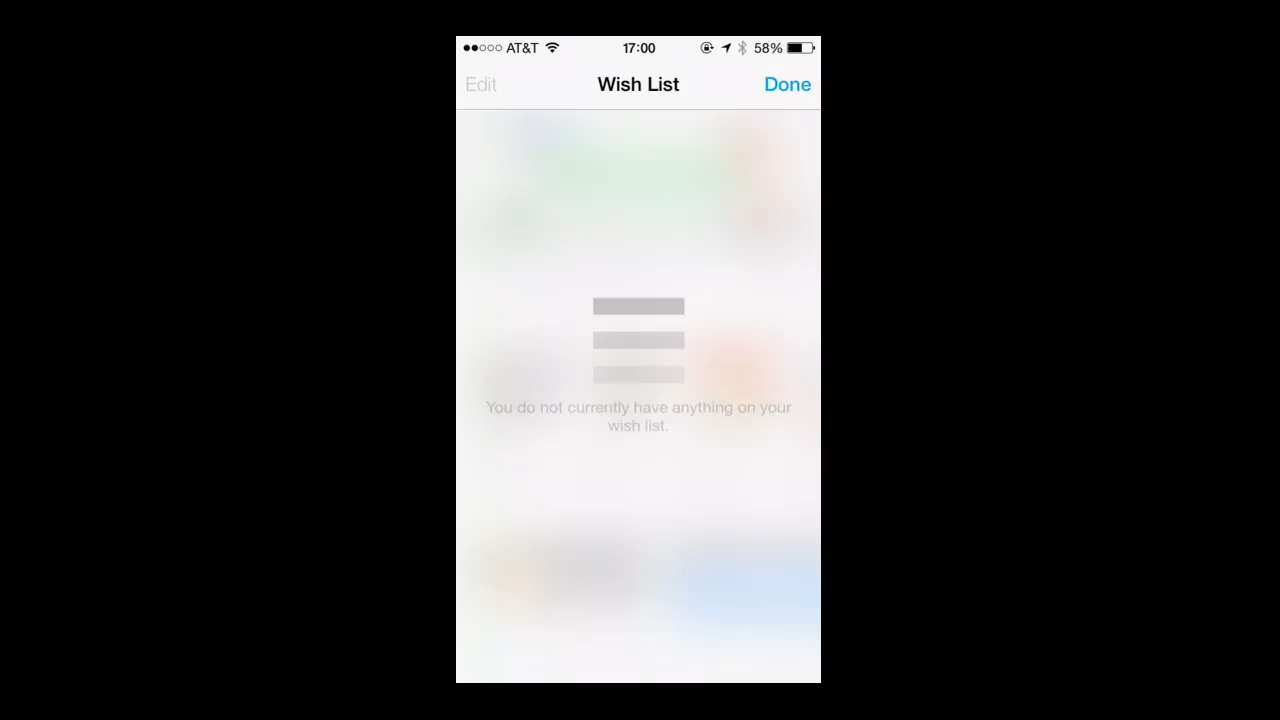 AT&T 17:00 58%
Edit Wish List Done
You do not currently have anything on your
wish list.